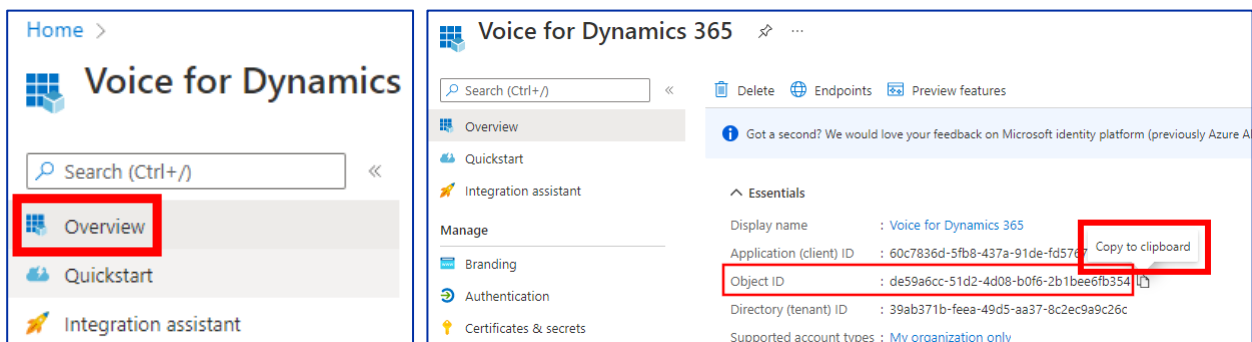 Home >
Voice for Dynamics
Search (Ctrl+/)
«
Overview
Quickstart
Integration assistant
Voice for Dynamics 365
...
Search (Ctrl+/)
«
Overview
Quickstart
Integration assistant
Manage
Branding
Authentication
Certificates & secrets
Delete Endpoints Preview features
Got a second? We would love your feedback on Microsoft identity platform (previously Azure A
Essentials
Display name : Voice for Dynamics 365
Copy to clipboard
Application (client) ID : 60c7836d-5fb8-437a-91de-fd5767
Object ID : de59a6cc-51d2-4d08-b0f6-2b1bee6fb354
Directory (tenant) ID : 39ab371b-feea-49d5-aa37-8c2ec9a9c26c
Supported account types : My organization only